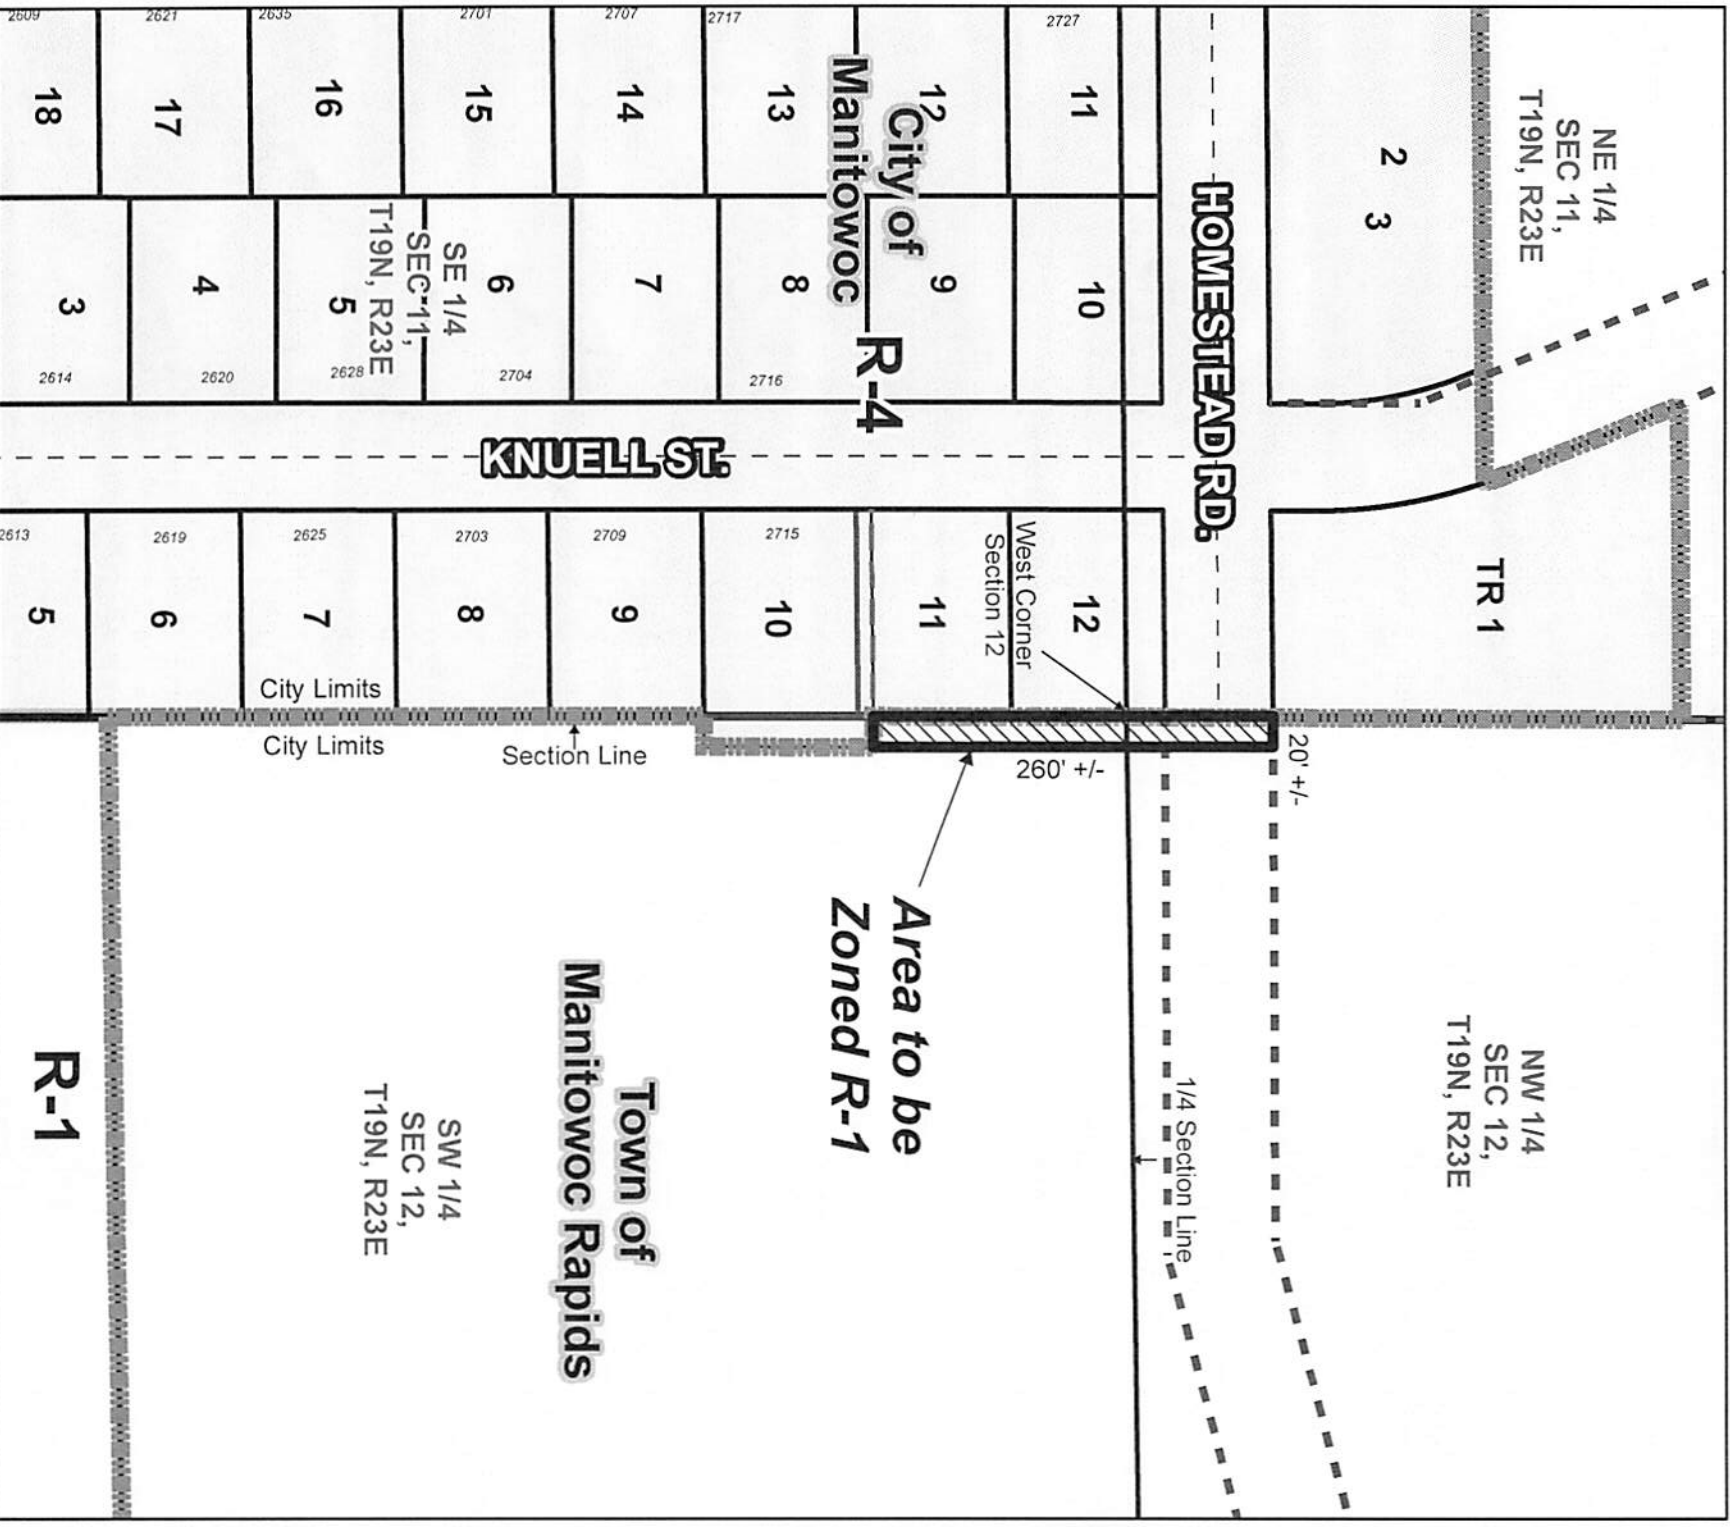 2609
2621
2635
2701
2707
2717
2727
18
17
16
15
14
13
12
11
City of
Manitowoc
R-4
HOMESTEAD RD.
2
3
NE 1/4
SEC 11,
T19N, R23E
3
4
5
6
7
8
9
10
SE 1/4
SEC 11,
T19N, R23E
2614
2620
2628
2704
2716
KNUELL ST.
2613
2619
2625
2703
2709
2715
5
6
7
8
9
10
11
12
TR 1
West Corner
Section 12
City Limits
City Limits
Section Line
260' +/-
20' +/-
Area to be
Zoned R-1
Town of
Manitowoc Rapids
1/4 Section Line
NW 1/4
SEC 12,
T19N, R23E
SW 1/4
SEC 12,
T19N, R23E
R-1